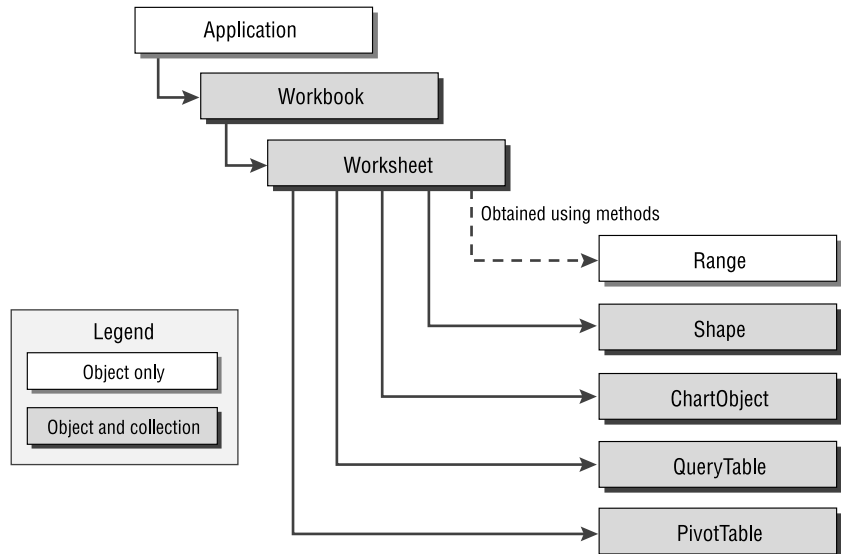 Application
Workbook
Worksheet
Obtained using methods
Range
Shape
ChartObject
QueryTable
PivotTable
Legend
Object only
Object and collection